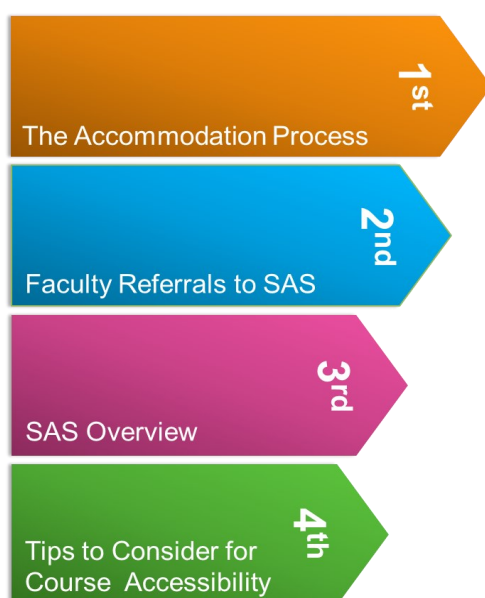 1st
The Accommodation Process
2nd
Faculty Referrals to SAS
3rd
SAS Overview
4th
Tips to Consider for
Course Accessibility